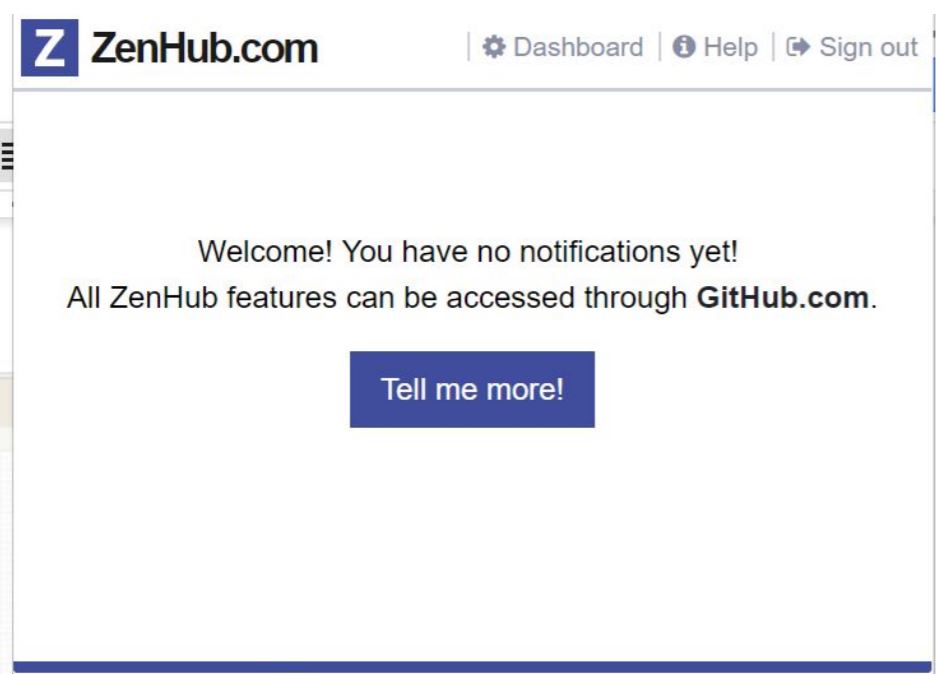 Z ZenHub.com | Dashboard | Help | Sign out
Welcome! You have no notifications yet!
All ZenHub features can be accessed through GitHub.com.
Tell me more!